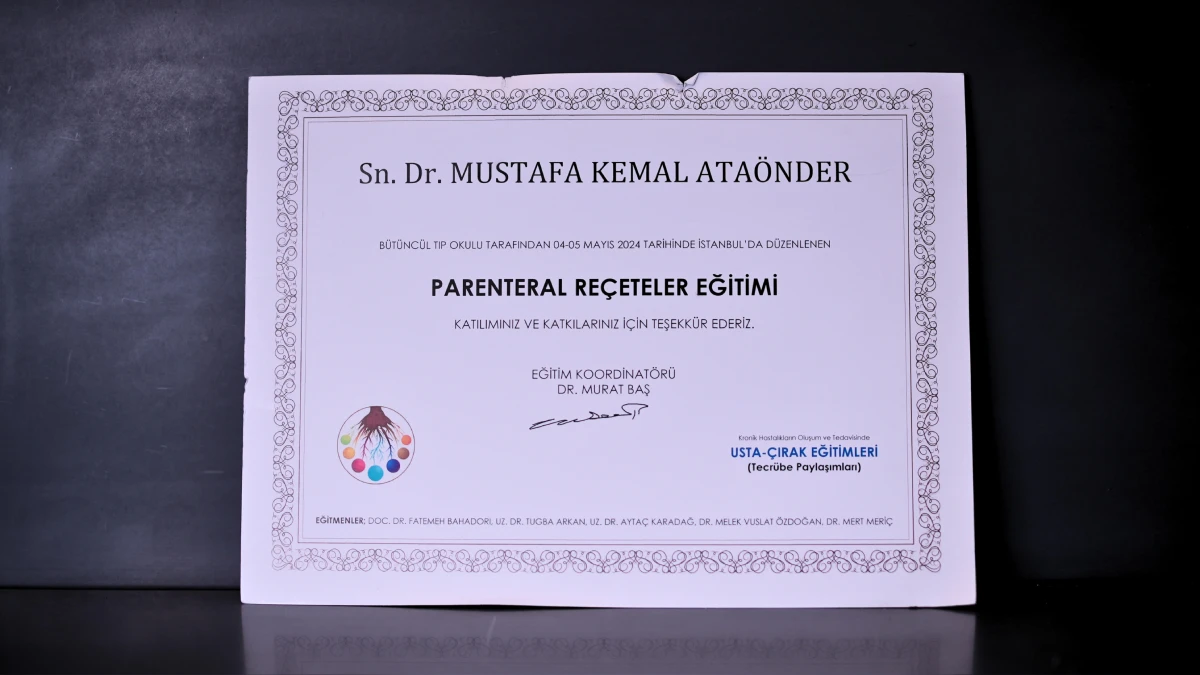 Sn. Dr. MUSTAFA KEMAL ATAÖNDER
BÜTÜNCÜL TIP OKULU TARAFINDAN 04-05 MAYIS 2024 TARİHİNDE İSTANBUL'DA DÜZENLENEN
PARENTERAL REÇETELER EĞİTİMİ
KATILIMINIZ VE KATKILARINIZ İÇİN TEŞEKKÜR EDERİZ.
EĞİTİM KOORDİNATÖRÜ
DR. MURAT BAŞ
Kronik Hastalıkların Oluşum ve Tedavisinde
USTA-ÇIRAK EĞİTİMLERİ
(Tecrübe Paylaşımları)
EĞİTMENLER: DOC. DR. FATEMEH BAHADORI, UZ. DR. TUGBA ARKAN, UZ. DR. AYTAÇ KARADAĞ, DR. MELEK VUSLAT ÖZDOĞAN, DR. MERT MERİÇ